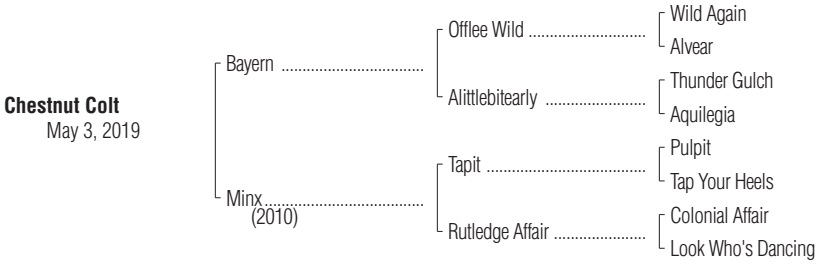 Wild Again
Offlee Wild ..............................
Alvear
Bayern ....................................
Thunder Gulch
Alittlebitearly ..........................
Aquilegia
Chestnut Colt
May 3, 2019
Pulpit
Tapit ........................................
Tap Your Heels
Minx........................................
(2010)
Colonial Affair
Rutledge Affair .......................
Look Who's Dancing